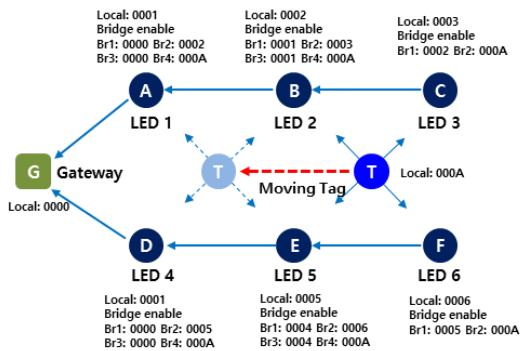 Local: 0001
Bridge enable
Br1: 0000 Br2: 0002
Br3: 0000 Br4: 000A
Local: 0002
Bridge enable
Br1: 0001 Br2: 0003
Br3: 0001 Br4: 000A
Local: 0003
Bridge enable
Br1: 0002 Br2: 000A
A
B
C
LED 1
LED 2
LED 3
G
Gateway
T
T
Local: 000A
Moving Tag
Local: 0000
D
E
F
LED 4
LED 5
LED 6
Local: 0001
Bridge enable
Br1: 0000 Br2: 0005
Br3: 0000 Br4: 000A
Local: 0005
Bridge enable
Br1: 0004 Br2: 0006
Br3: 0004 Br4: 000A
Local: 0006
Bridge enable
Br1: 0005 Br2: 000A